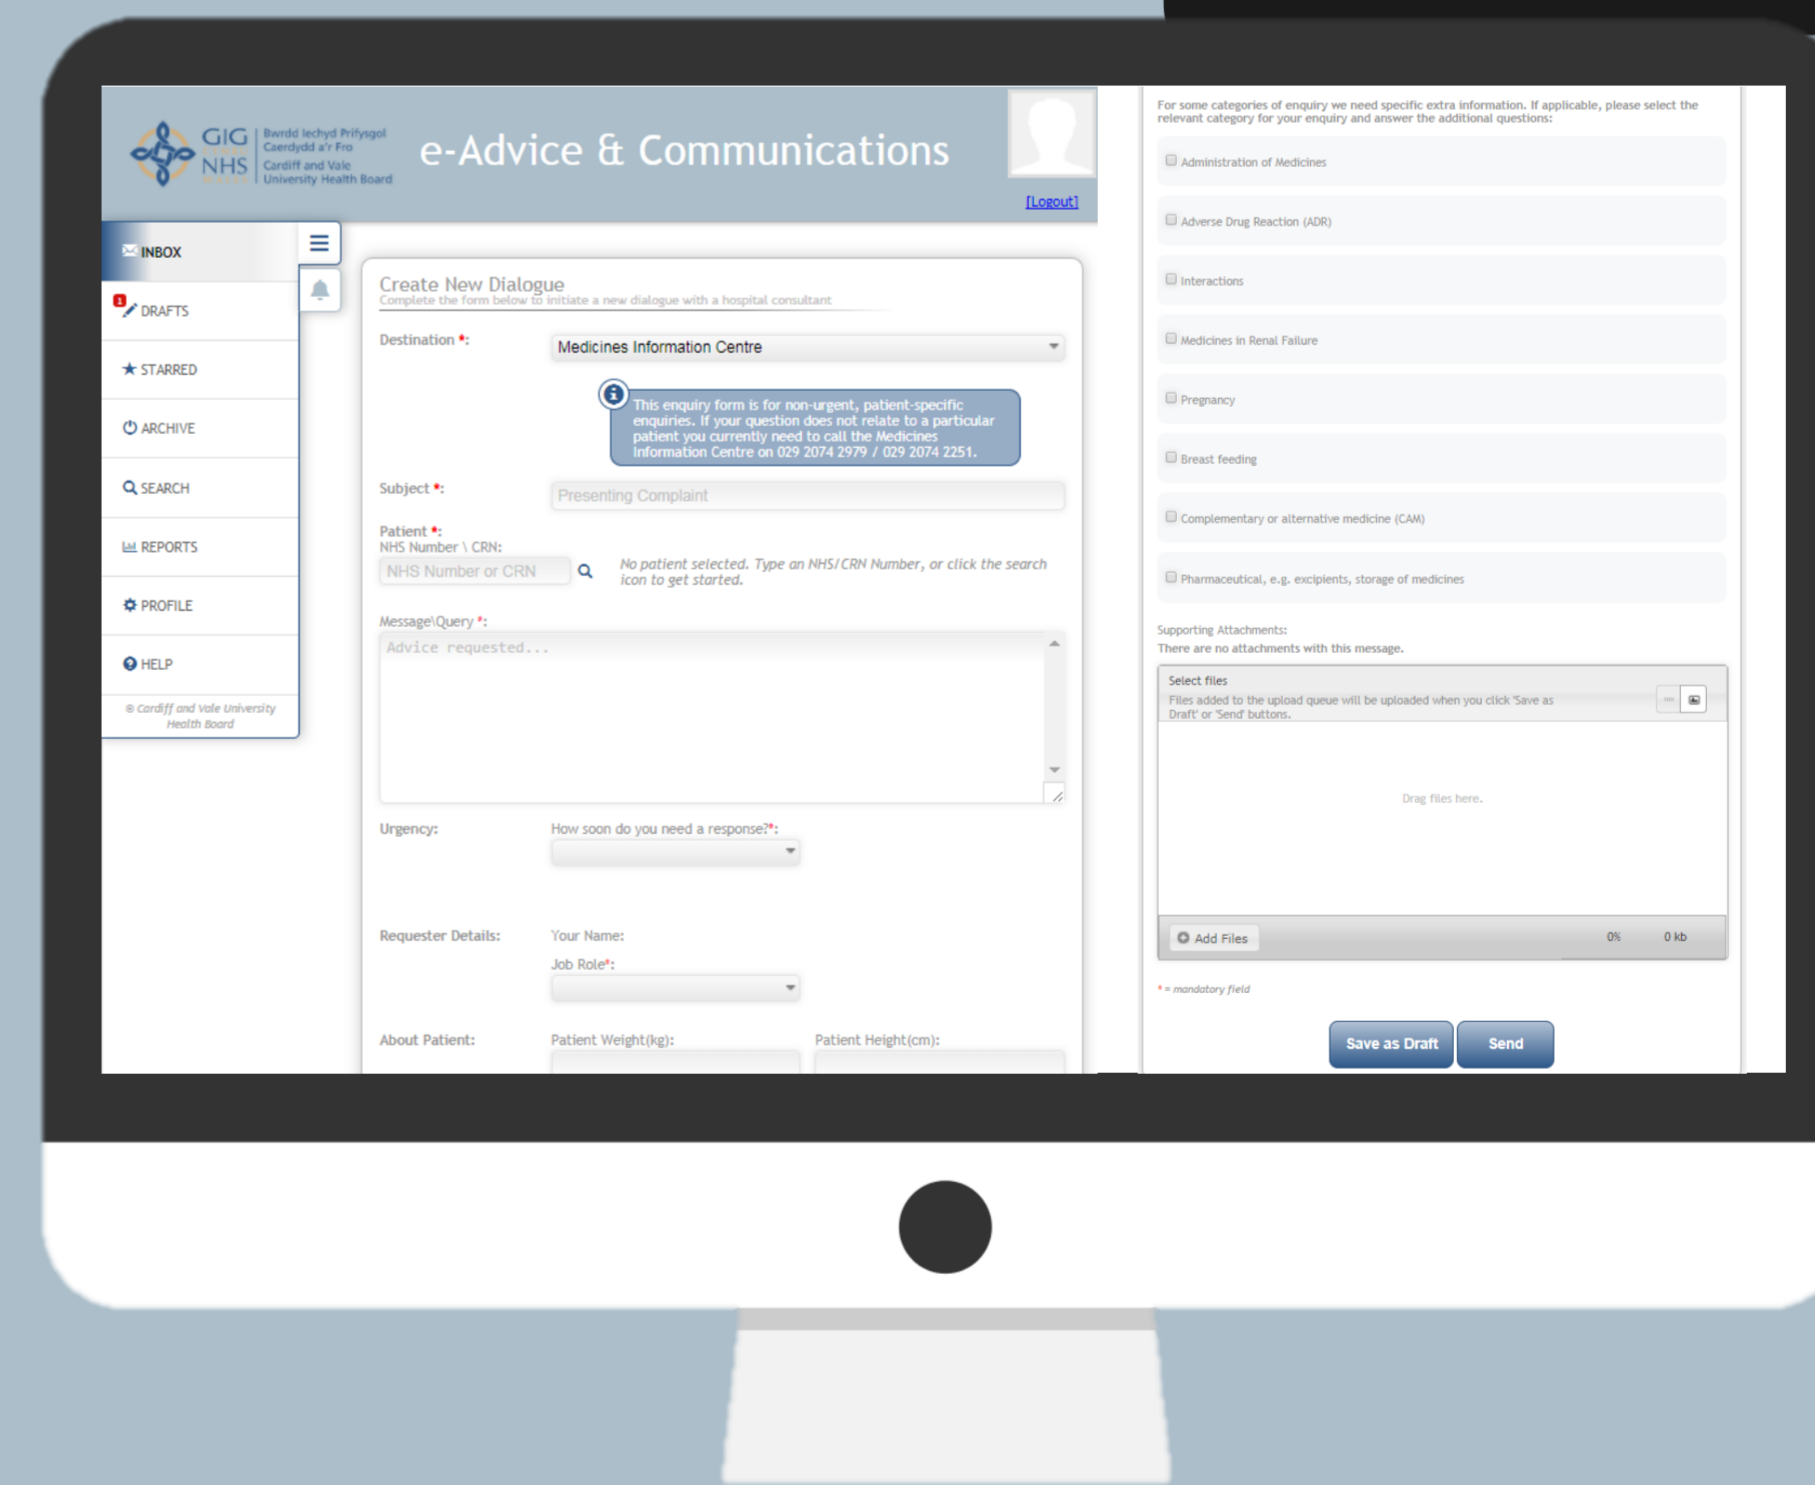 GIG
NHS
Bwrdd Iechyd Prifysgol
Caerdydd a'r Fro
Cardiff and Vale
University Health Board
e-Advice & Communications
[Logout]
INBOX
1
DRAFTS
STARRED
ARCHIVE
SEARCH
REPORTS
PROFILE
HELP
© Cardiff and Vale University
Health Board
Create New Dialogue
Complete the form below to initiate a new dialogue with a hospital consultant
Destination *:
Medicines Information Centre
This enquiry form is for non-urgent, patient-specific
enquiries. If your question does not relate to a particular
patient you currently need to call the Medicines
Information Centre on 029 2074 2979 / 029 2074 2251.
Subject *:
Presenting Complaint
Patient *:
NHS Number \ CRN:
NHS Number or CRN
No patient selected. Type an NHS/CRN Number, or click the search
icon to get started.
Message\Query *:
Advice requested...
Urgency:
How soon do you need a response?*:
Requester Details:
Your Name:
Job Role*:
About Patient:
Patient Weight(kg):
Patient Height(cm):
For some categories of enquiry we need specific extra information. If applicable, please select the
relevant category for your enquiry and answer the additional questions:
Administration of Medicines
Adverse Drug Reaction (ADR)
Interactions
Medicines in Renal Failure
Pregnancy
Breast feeding
Complementary or alternative medicine (CAM)
Pharmaceutical, e.g. excipients, storage of medicines
Supporting Attachments:
There are no attachments with this message.
Select files
Files added to the upload queue will be uploaded when you click 'Save as
Draft' or 'Send' buttons.
Drag files here.
Add Files
0%
0 kb
* = mandatory field
Save as Draft
Send